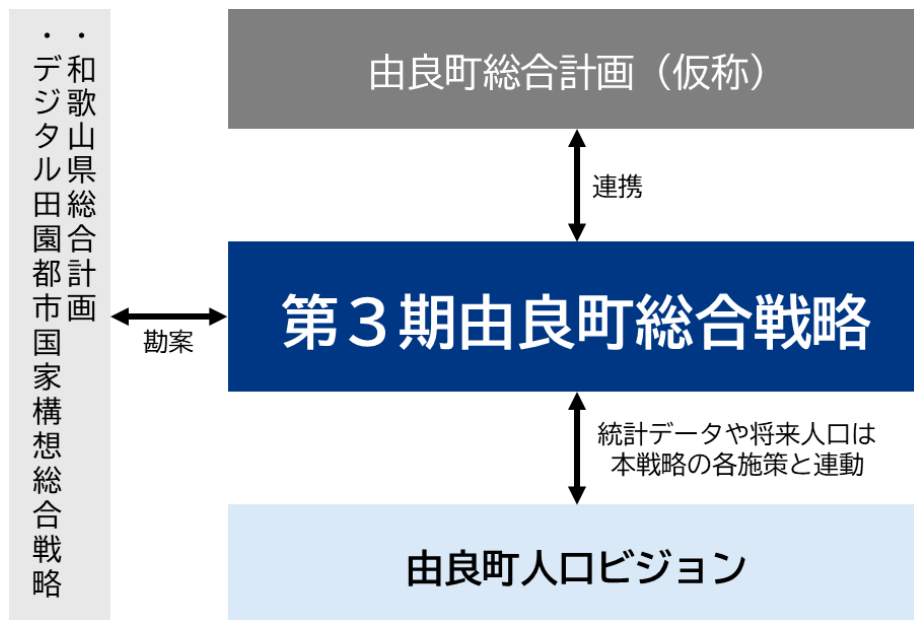 ・和歌山県総合計画
・デジタル田園都市国家構想総合戦略
由良町総合計画（仮称）
連携
第３期由良町総合戦略
勘案
統計データや将来人口は
本戦略の各施策と連動
由良町人口ビジョン